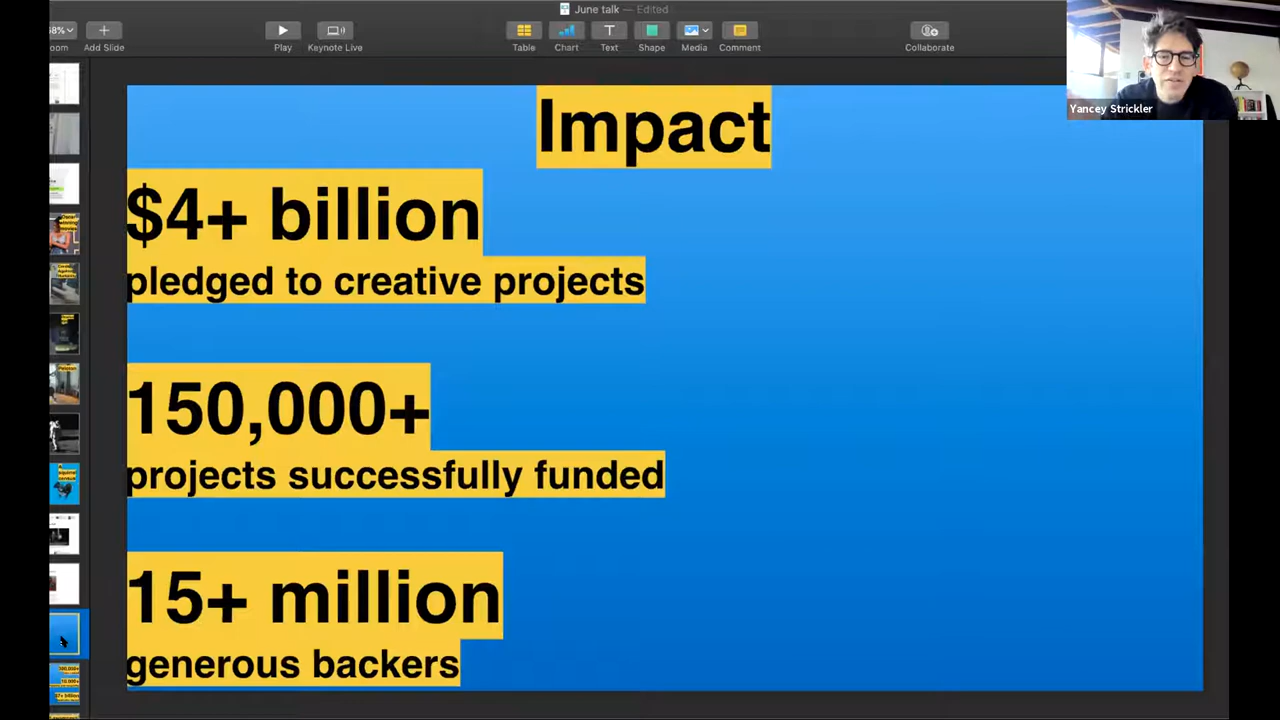 June talk — Edited
Add Slide
Play
Keynote Live
Table
Chart
Text
Shape
Media
Comment
Collaborate
Yancey Strickler
Impact
$4+ billion
pledged to creative projects
150,000+
projects successfully funded
15+ million
generous backers